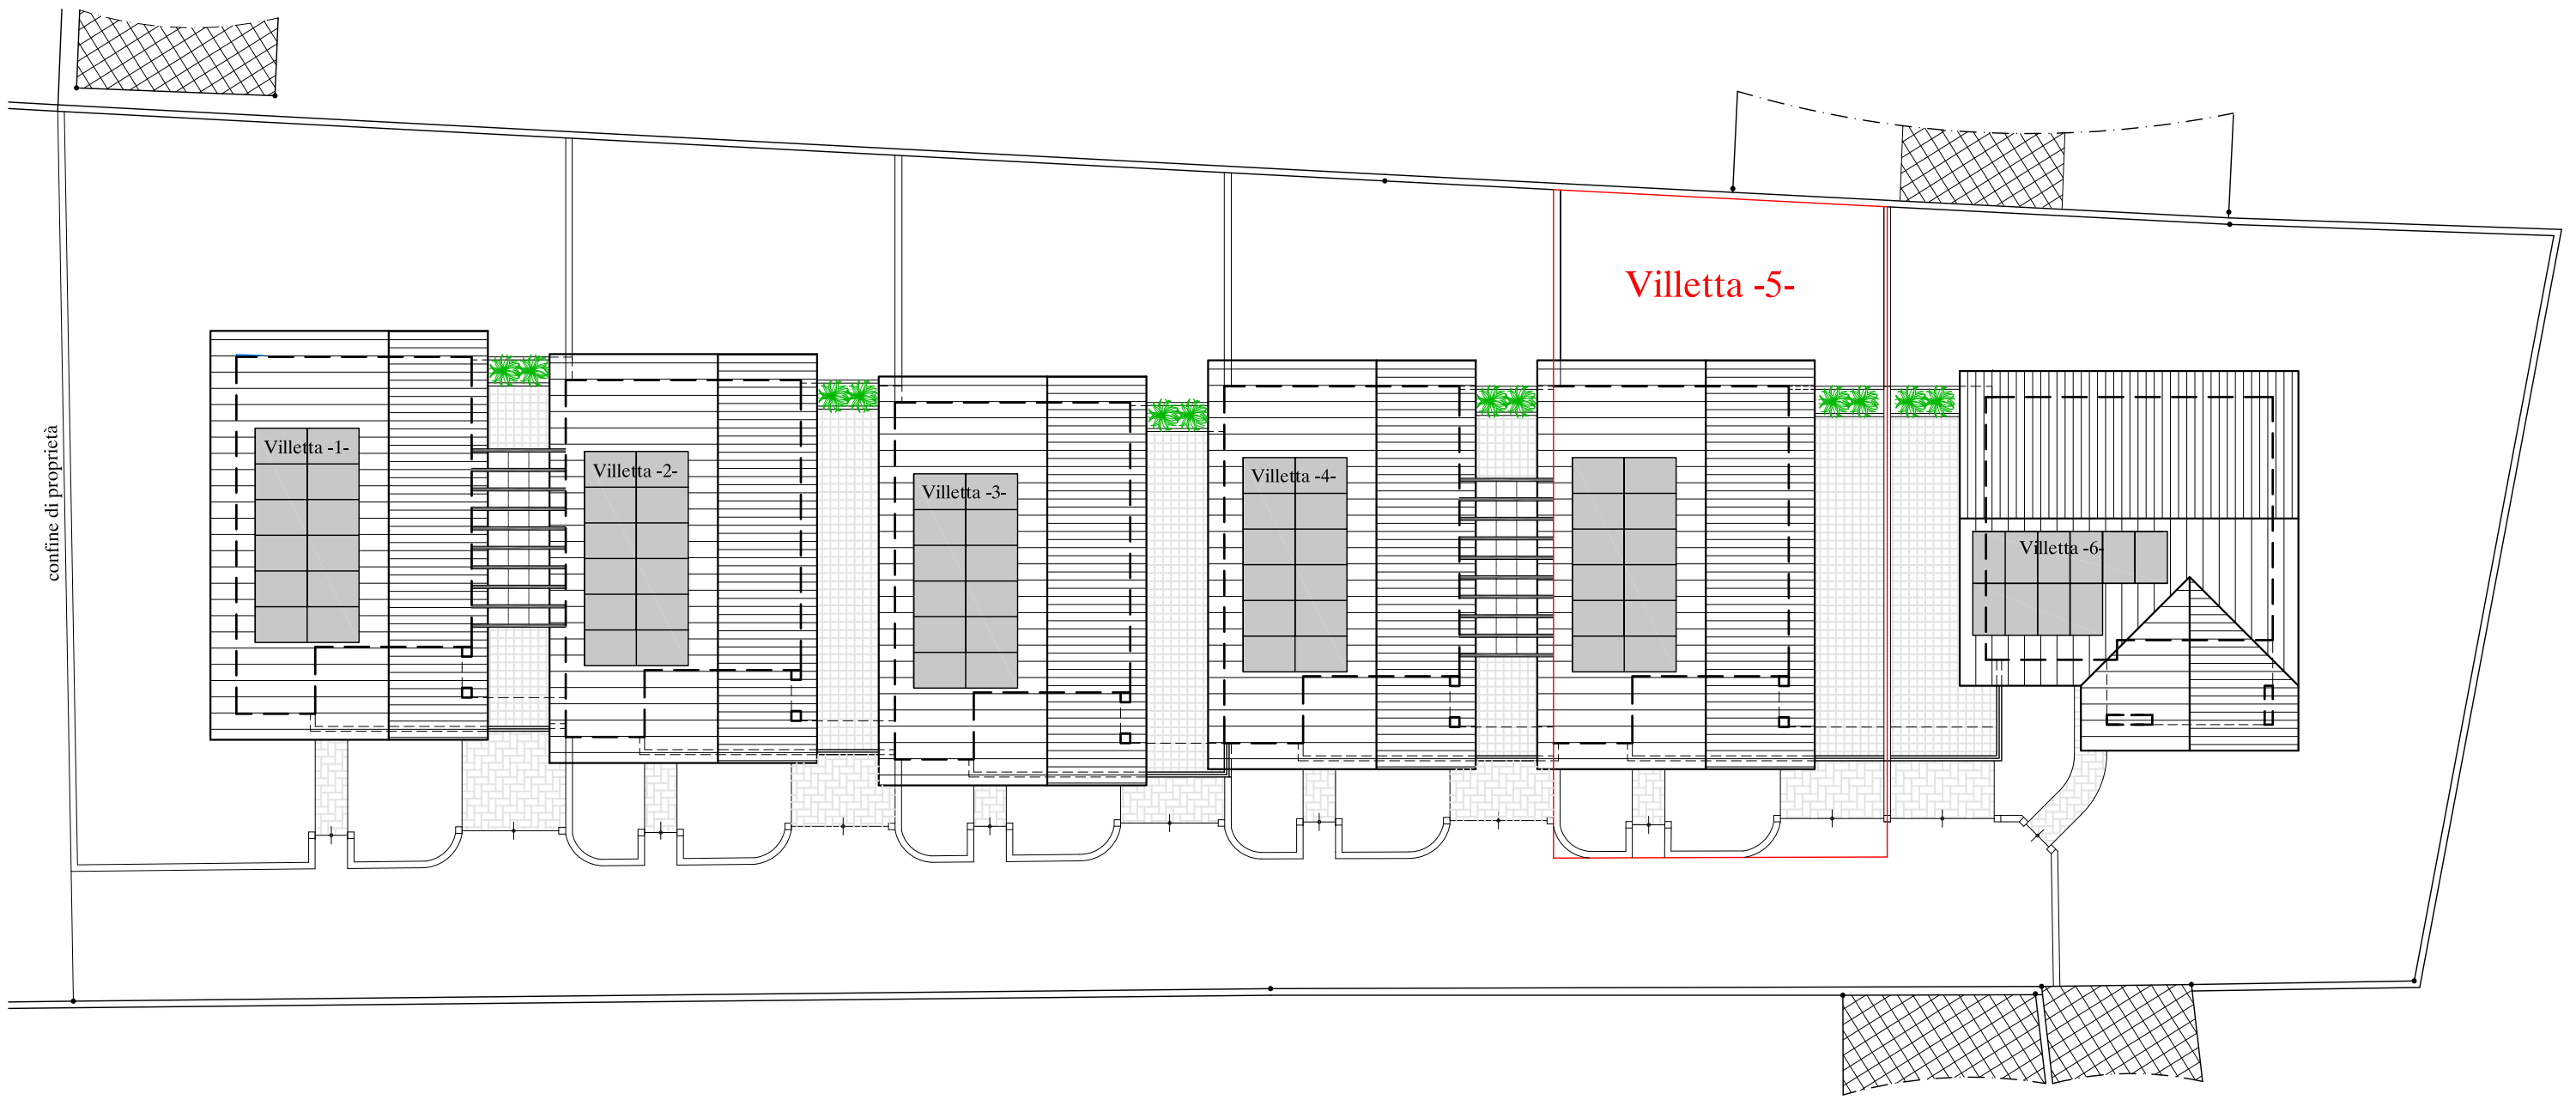 Villetta -5-
Villetta -1-
Villetta -2-
Villetta -3-
Villetta -4-
Villetta -6-
confine di proprietà